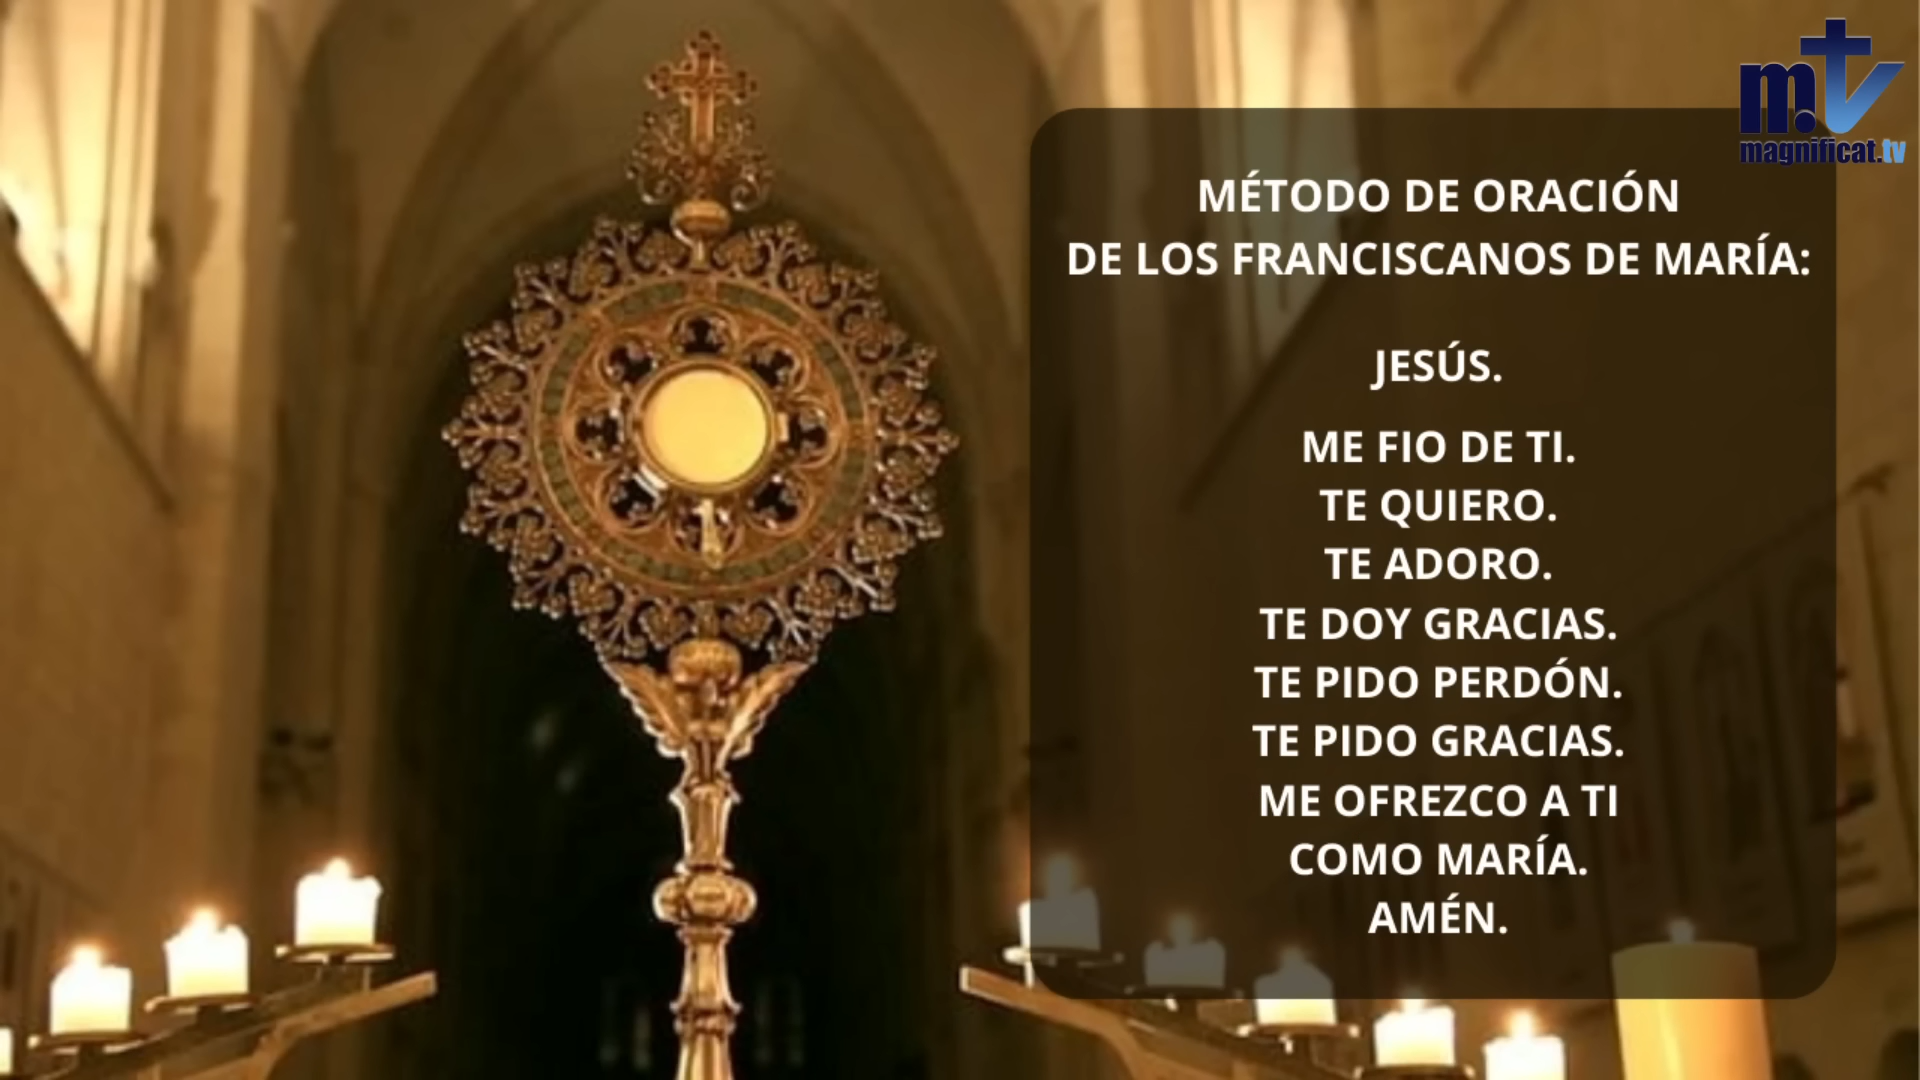 mtv
magnificat.tv
MÉTODO DE ORACIÓN
DE LOS FRANCISCANOS DE MARÍA:
JESÚS.
ME FIO DE TI.
TE QUIERO.
TE ADORO.
TE DOY GRACIAS.
TE PIDO PERDÓN.
TE PIDO GRACIAS.
ME OFREZCO A TI
COMO MARÍA.
AMÉN.